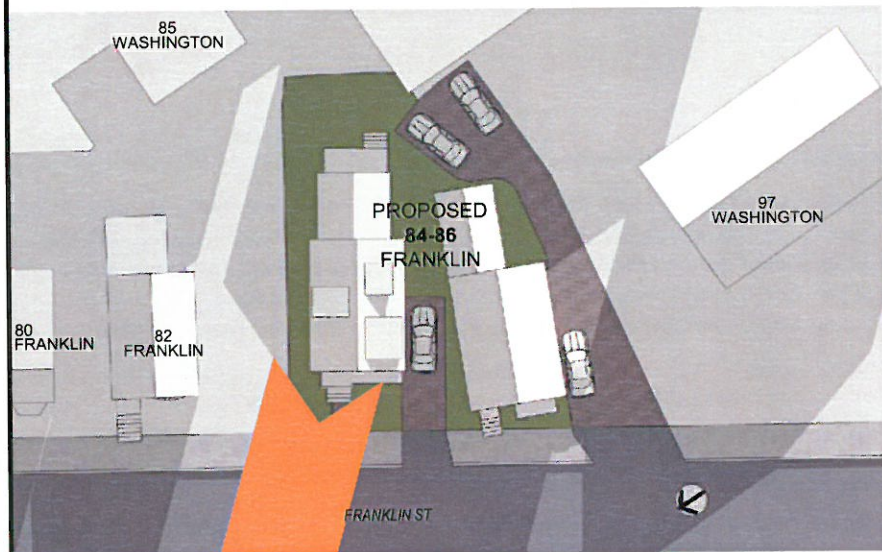 85
WASHINGTON
PROPOSED
84-86
FRANKLIN
97
WASHINGTON
80
FRANKLIN
82
FRANKLIN
FRANKLIN ST